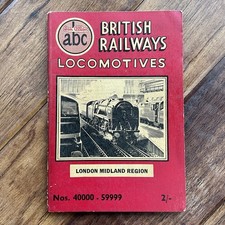 abc
BRITISH
RAILWAYS
LOCOMOTIVES
LONDON MIDLAND REGION
Nos. 40000 - 59999
2/-